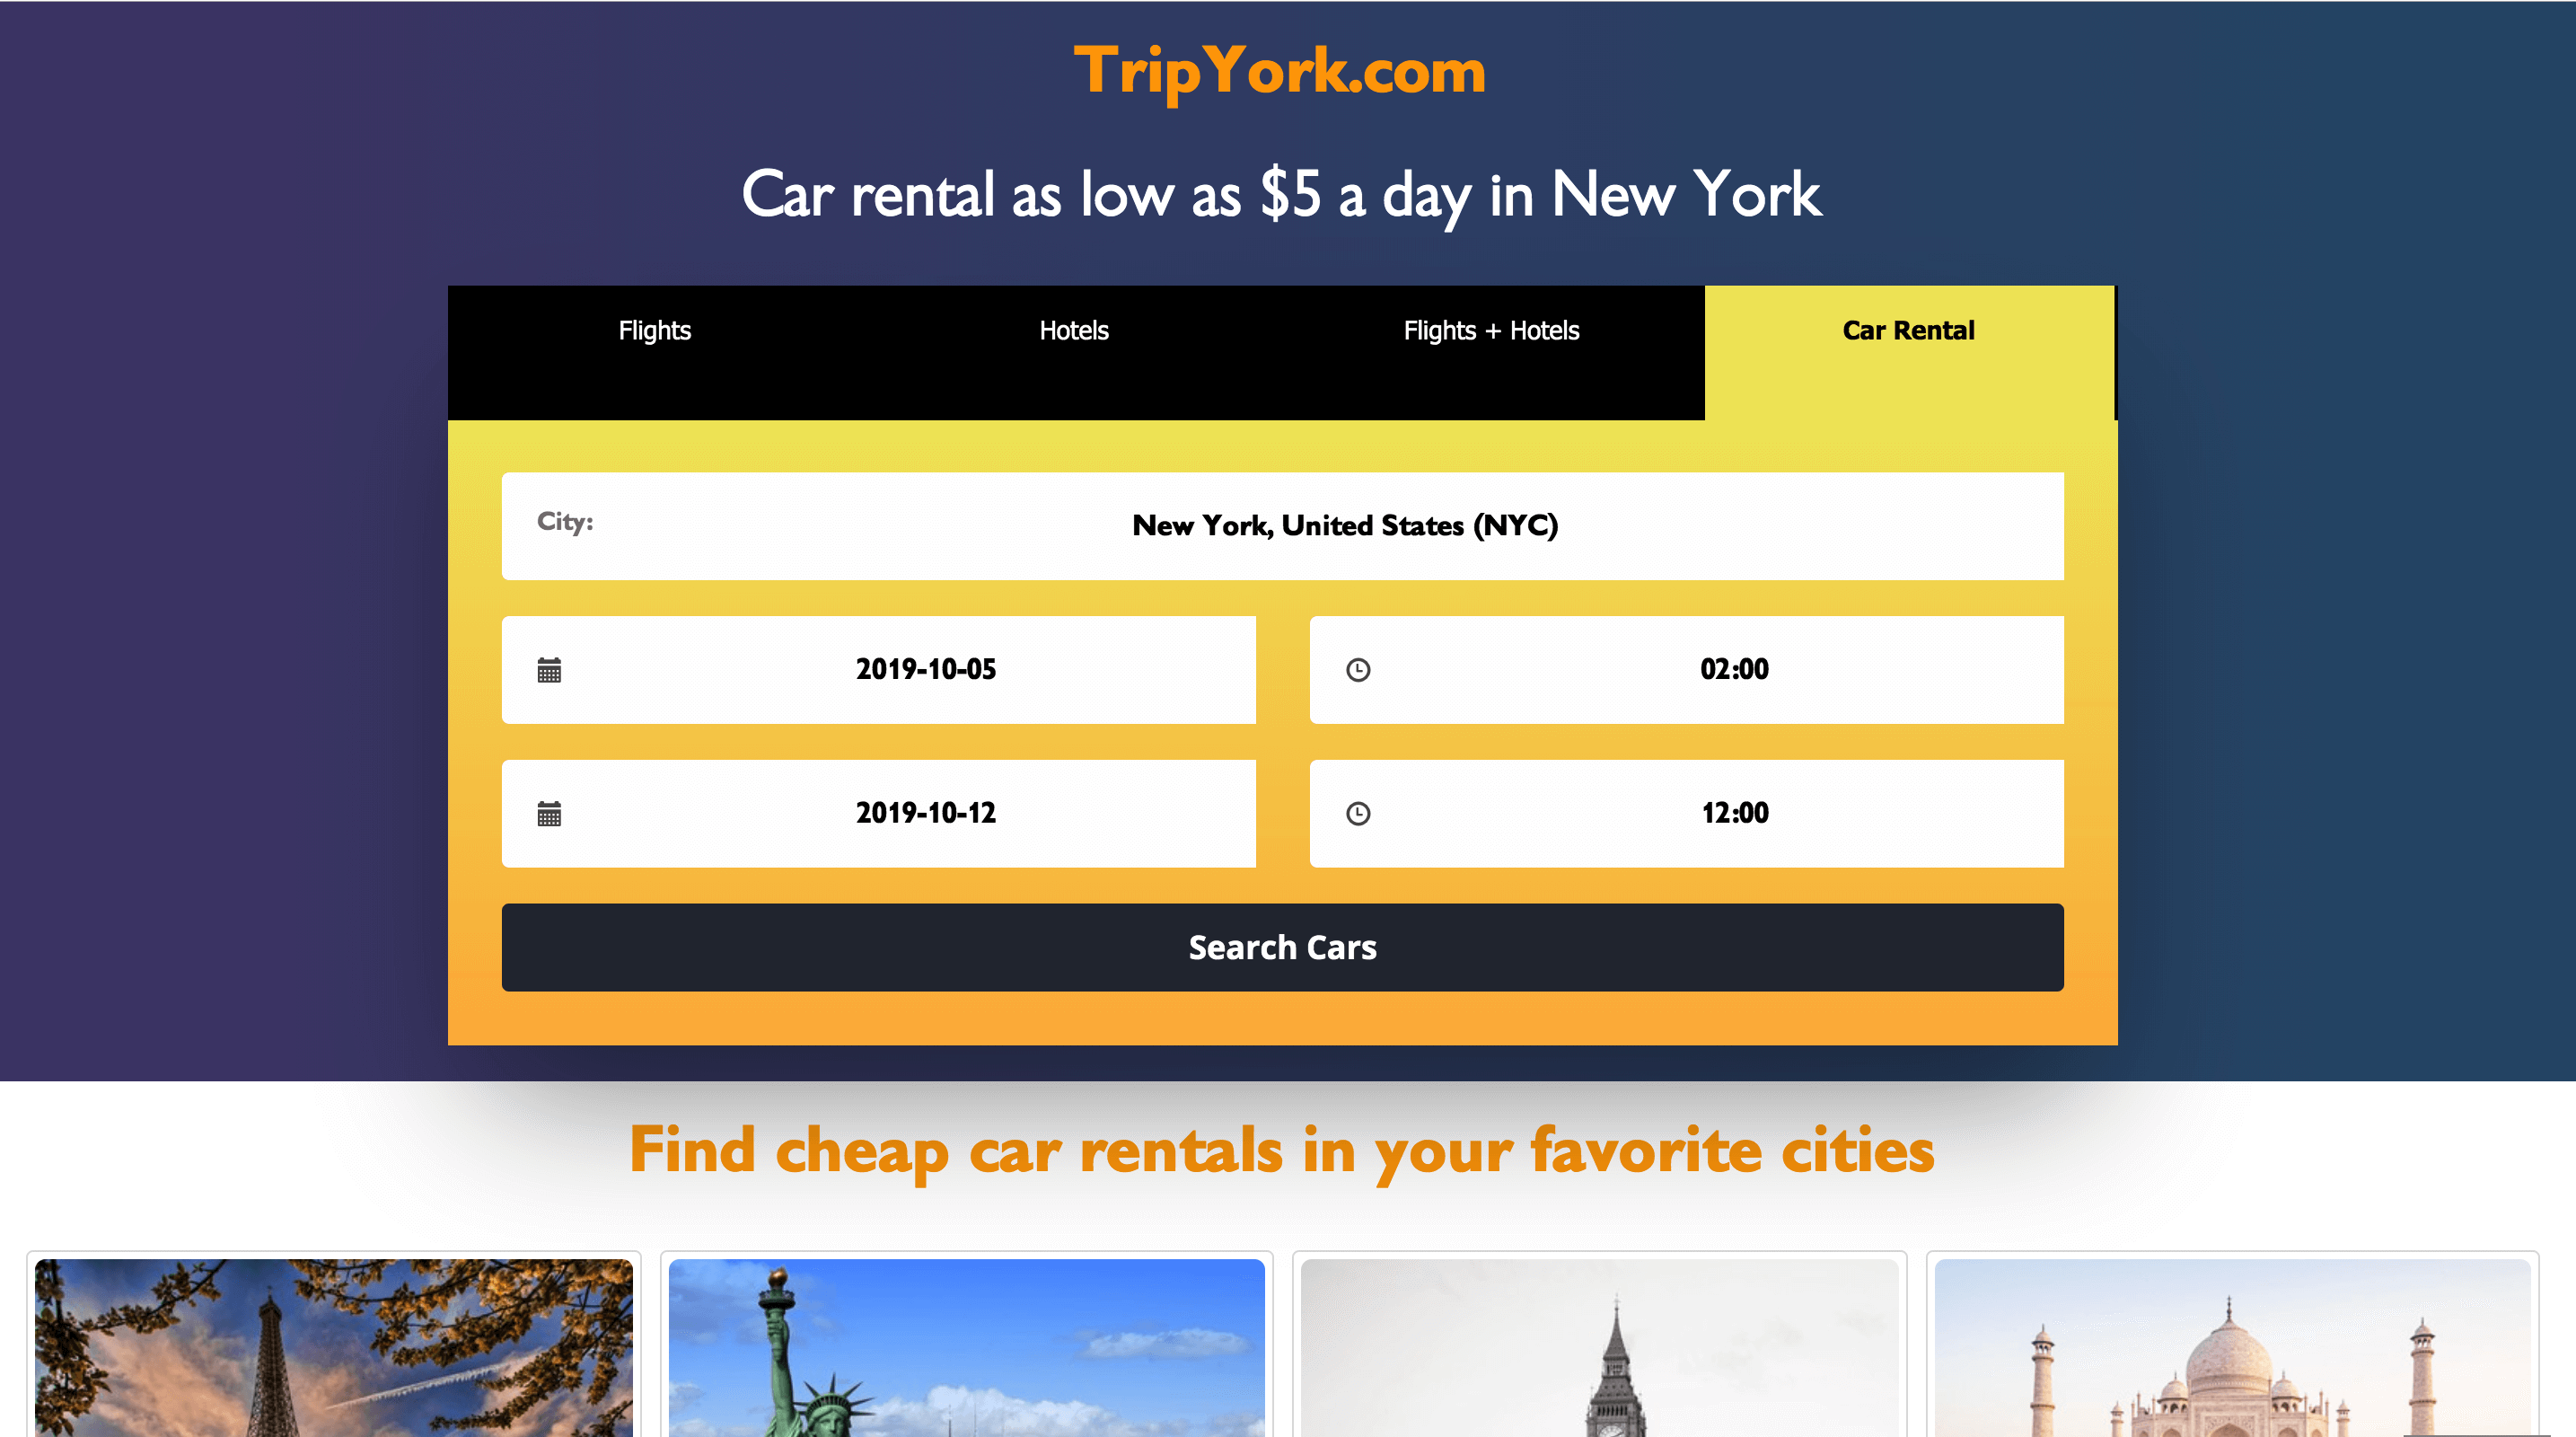 TripYork.com
Car rental as low as $5 a day in New York
Flights
Hotels
Flights + Hotels
Car Rental
City:
New York, United States (NYC)
2019-10-05
02:00
2019-10-12
12:00
Search Cars
Find cheap car rentals in your favorite cities